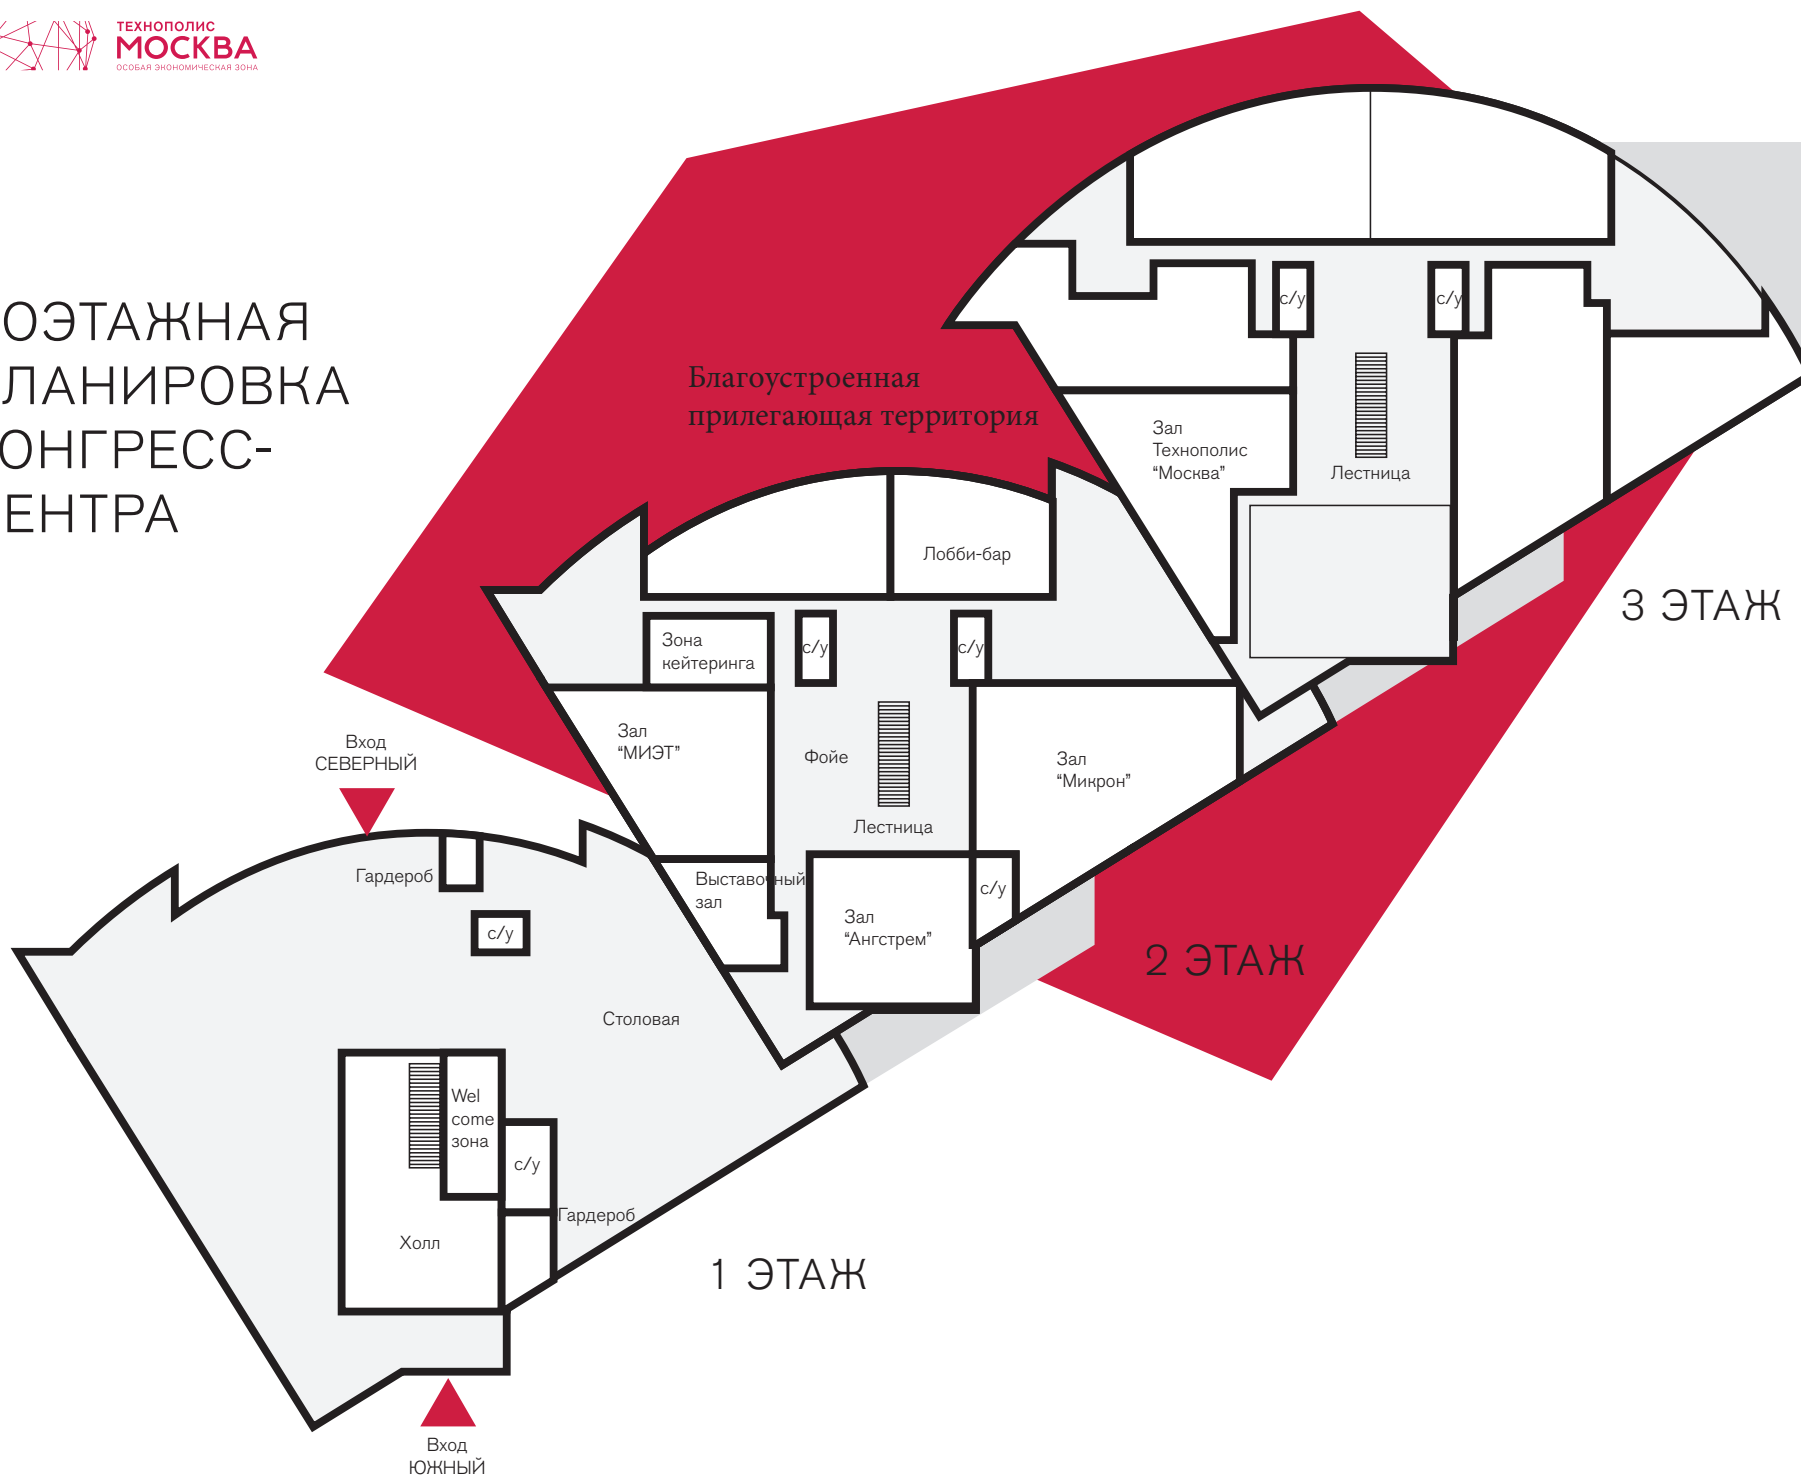 ТЕХНОПОЛИС
МОСКВА
ОСОБАЯ ЭКОНОМИЧЕСКАЯ ЗОНА
ОЭТАЖНАЯ
ЛАНИРОВКА
ОНГРЕСС-
ЕНТРА
Благоустроенная
прилегающая территория
с/у
с/у
Зал
Технополис
“Москва”
Лестница
3 ЭТАЖ
Лобби-бар
Зона
кейтеринга
с/у
с/у
Зал
“МИЭТ”
Фойе
Зал
“Микрон”
Лестница
Выставочный
зал
Зал
“Ангстрем”
с/у
2 ЭТАЖ
Вход
СЕВЕРНЫЙ
Гардероб
с/у
Столовая
Wel
come
зона
с/у
Гардероб
Холл
1 ЭТАЖ
Вход
ЮЖНЫЙ